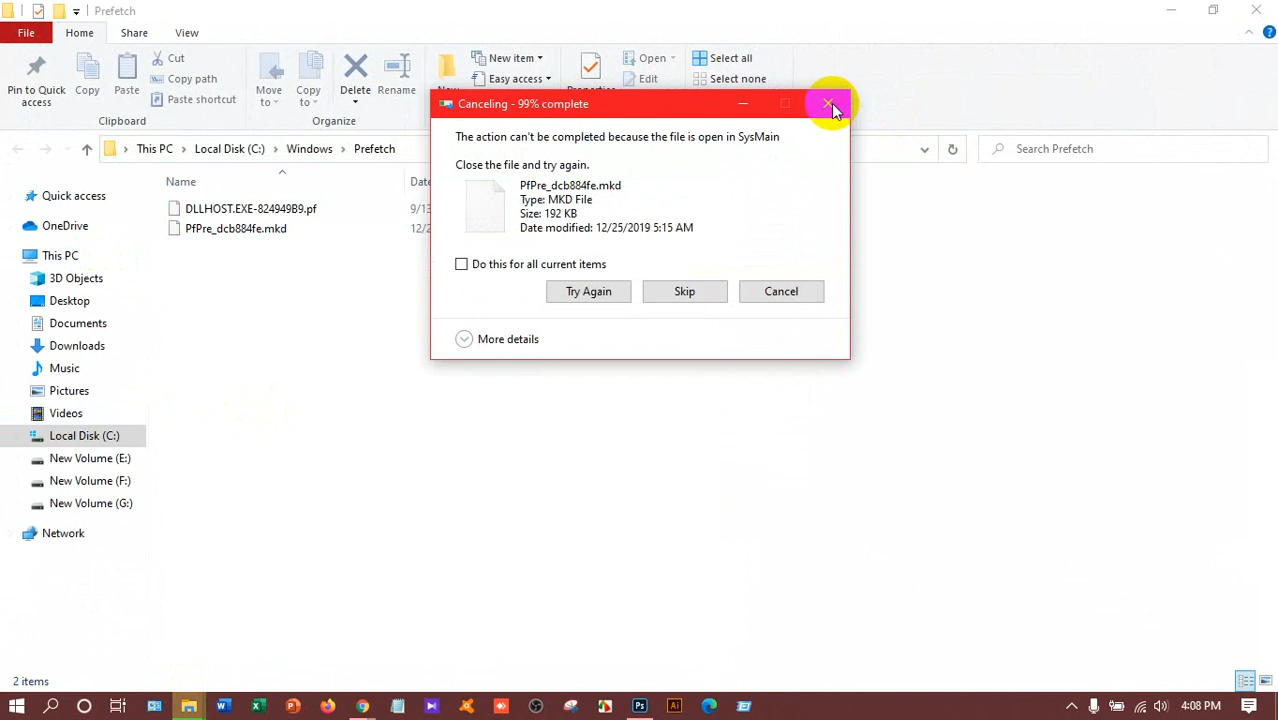 Prefetch
File
Home
Share
View
Pin to Quick
access
Copy
Paste
Cut
Copy path
Paste shortcut
Clipboard
Move
to
Copy
to
Delete
Rename
Organize
New item
Easy access
Properties
Open
Edit
Select all
Select none
This PC
Local Disk (C:)
Windows
Prefetch
Search Prefetch
Name
DLLHOST.EXE-824949B9.pf
9/13
PfPre_dcb884fe.mkd
Quick access
OneDrive
This PC
3D Objects
Desktop
Documents
Downloads
Music
Pictures
Videos
Local Disk (C:)
New Volume (E:)
New Volume (F:)
New Volume (G:)
Network
Canceling - 99% complete
The action can't be completed because the file is open in SysMain
Close the file and try again.
PfPre_dcb884fe.mkd
Type: MKD File
Size: 192 KB
Date modified: 12/25/2019 5:15 AM
Do this for all current items
Try Again
Skip
Cancel
More details
2 items
4:08 PM